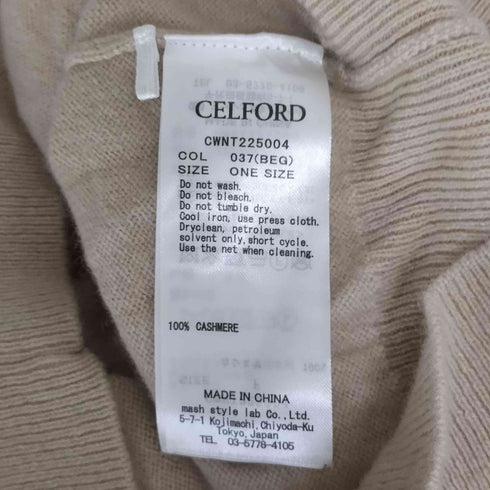 CELFORD
CWNT225004
COL 037(BEG)
SIZE ONE SIZE
Do not wash.
Do not bleach.
Do not tumble dry.
Cool iron, use press cloth.
Dryclean, petroleum
solvent only,short cycle.
Use the net when cleaning.
100% CASHMERE
MADE IN CHINA
mash style lab Co.,Ltd.
5-7-1 Kojimachi,Chiyoda-Ku
Tokyo,Japan
TEL 03-5778-4105